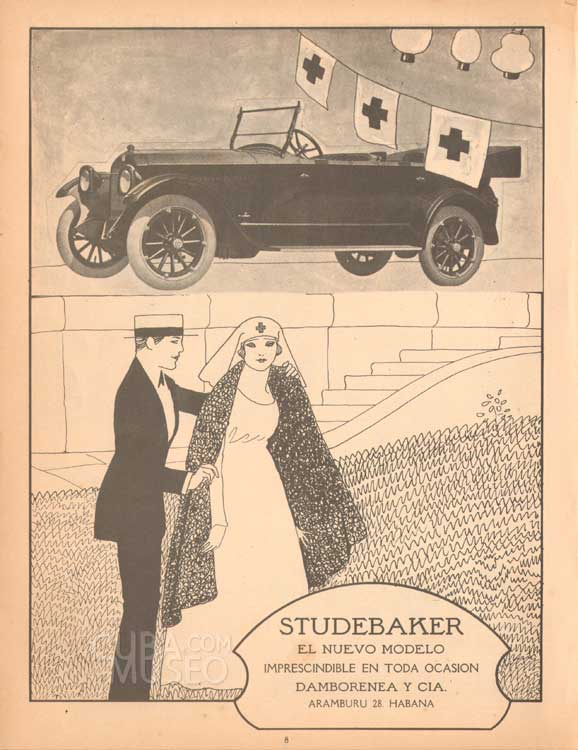 STUDEBAKER
EL NUEVO MODELO
IMPRESCINDIBLE EN TODA OCASION
DAMBORENEA Y CIA.
ARAMBURU 28. HABANA
CUBA.COM
MUSEO
8